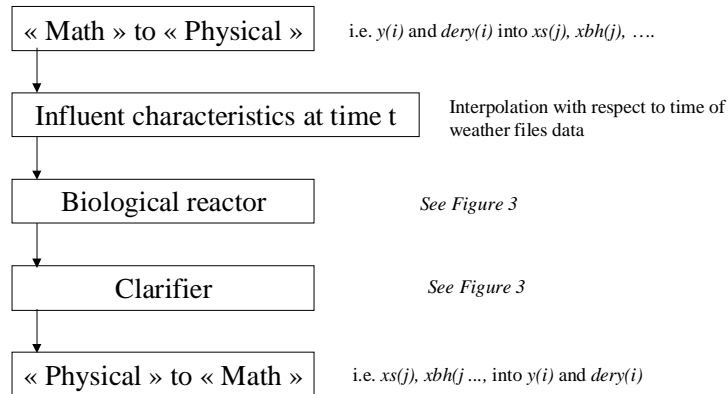 « Math » to « Physical »
i.e. y(i) and dery(i) into xs(j), xbh(j), ….
Influent characteristics at time t
Interpolation with respect to time of
weather files data
Biological reactor
See Figure 3
Clarifier
See Figure 3
« Physical » to « Math »
i.e. xs(j), xbh(j ..., into y(i) and dery(i)